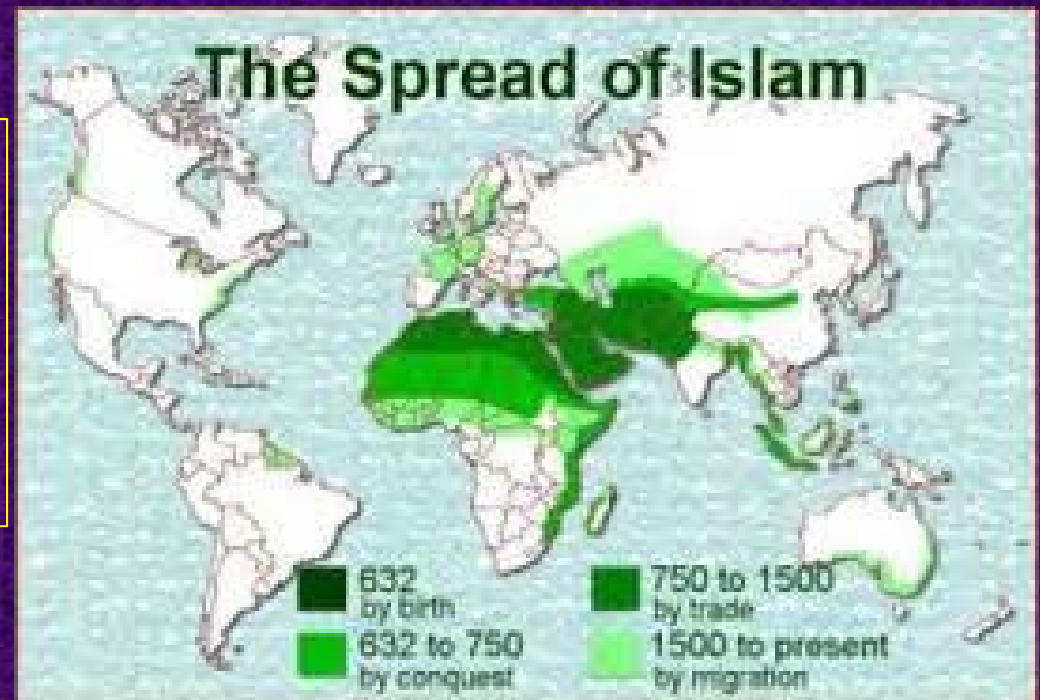 The Spread of Islam
632
by birth
632 to 750
by conquest
750 to 1500
by trade
1500 to present
by migration